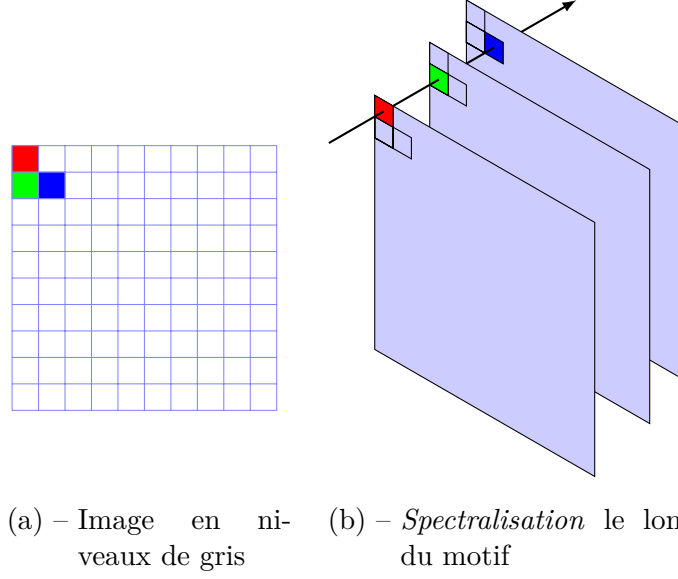 (a) – Image en ni-
veaux de gris
(b) – Spectralisation le lon
du motif